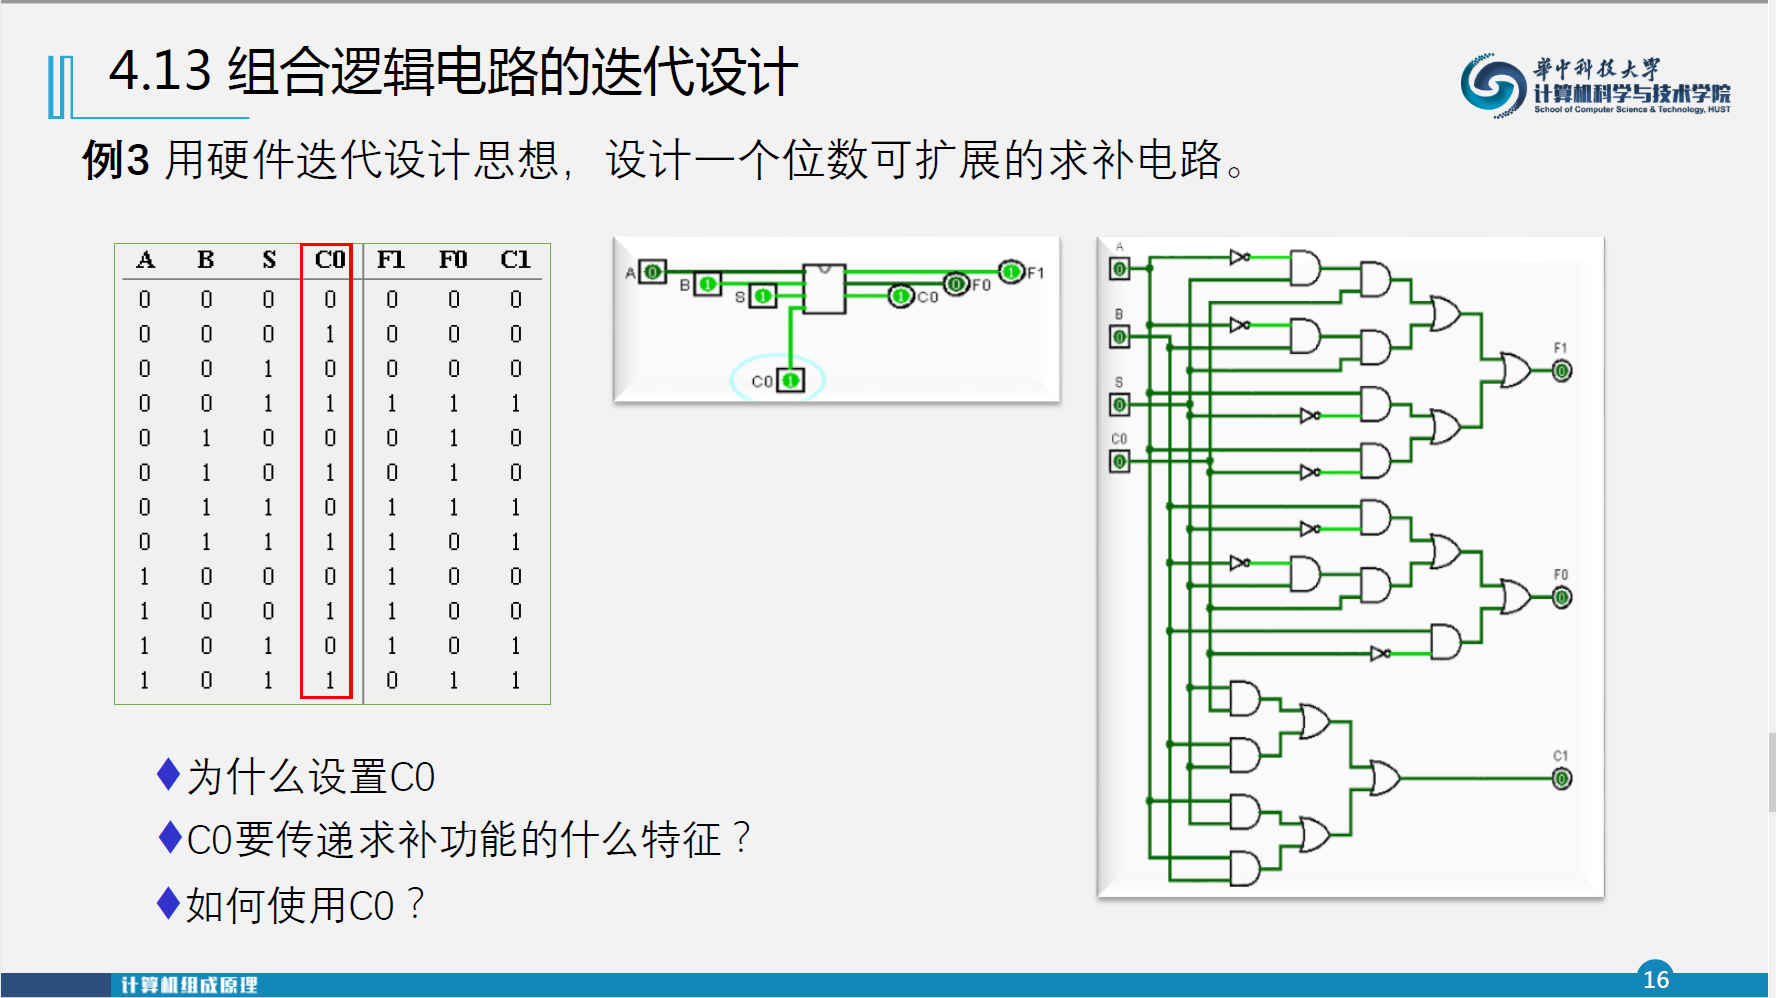 4.13 组合逻辑电路的迭代设计
華中科技大学
计算机科学与技术学院
School of Computer Science & Technology, HUST
例3 用硬件迭代设计思想，设计一个位数可扩展的求补电路。
A B S C0 F1 F0 C1
0 0 0 0 0 0 0
0 0 0 1 0 0 0
0 0 1 0 0 0 0
0 0 1 1 1 1 1
0 1 0 0 0 1 0
0 1 0 1 0 1 0
0 1 1 0 1 1 1
0 1 1 1 1 0 1
1 0 0 0 1 0 0
1 0 0 1 1 0 0
1 0 1 0 1 0 1
1 0 1 1 0 1 1
A 0 1 F1
B 1 0 F0
S 1 1 C0
C0 1
A
0
B
0
S
0
C0
0
F1
0
F0
0
C1
0
为什么设置C0
C0要传递求补功能的什么特征？
如何使用C0？
计算机组成原理
16